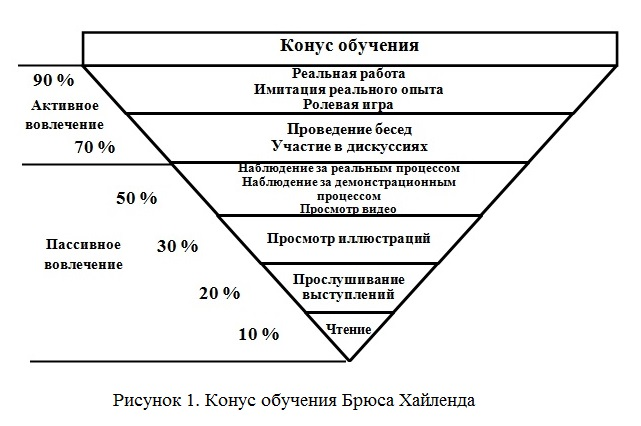 Конус обучения
90 %
Реальная работа
Имитация реального опыта
Ролевая игра
Активное
вовлечение
70 %
Проведение бесед
Участие в дискуссиях
50 %
Наблюдение за реальным процессом
Наблюдение за демонстрационным
процессом
Просмотр видео
Пассивное
вовлечение
30 %
Просмотр иллюстраций
20 %
Прослушивание
выступлений
10 %
Чтение
Рисунок 1. Конус обучения Брюса Хайленда